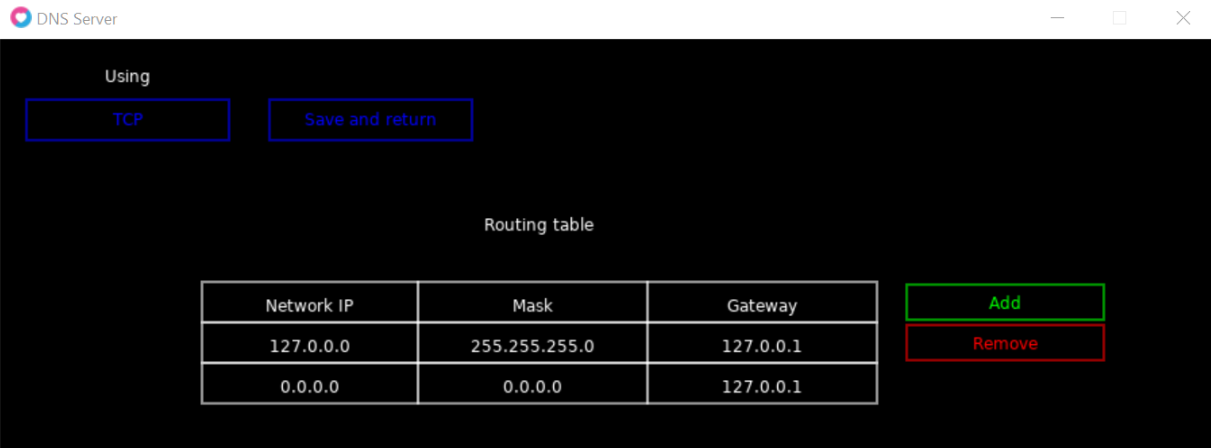 DNS Server
Using
TCP Save and return
Routing table
Network IP Mask Gateway Add
127.0.0.0 255.255.255.0 127.0.0.1 Remove
0.0.0.0 0.0.0.0 127.0.0.1